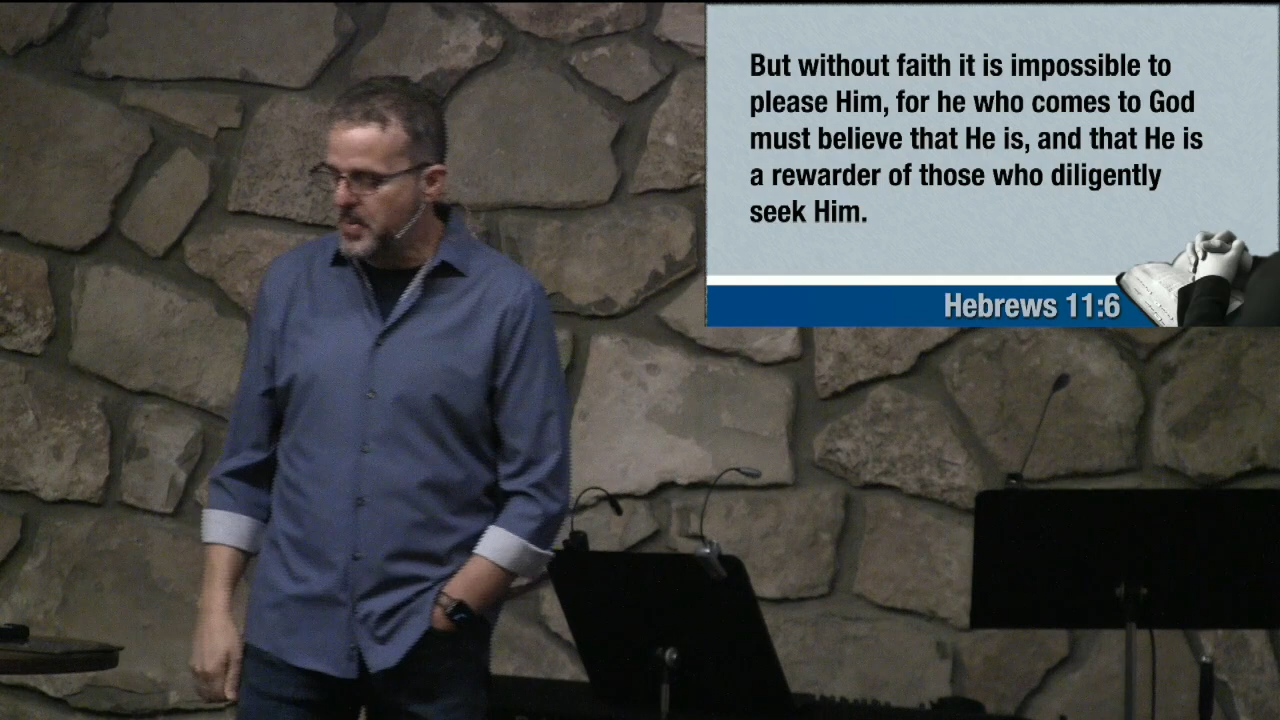 But without faith it is impossible to
please Him, for he who comes to God
must believe that He is, and that He is
a rewarder of those who diligently
seek Him.
Hebrews 11:6